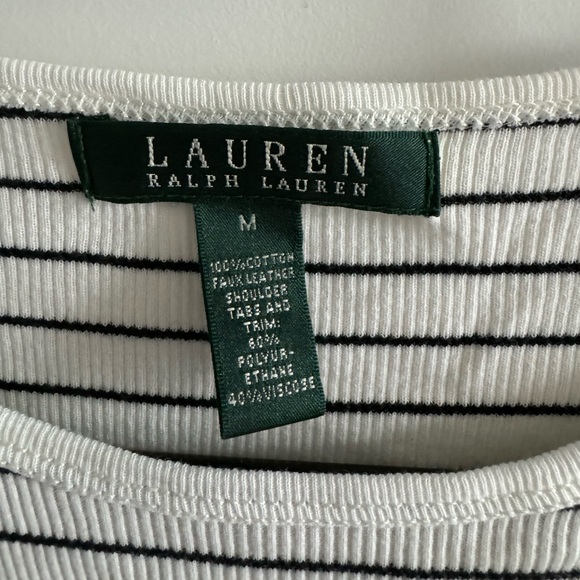 LAUREN
RALPH LAUREN
M
100%COTTON
FAUX LEATHER
SHOULDER
TABS AND
TRIM:
60%
POLYUR-
ETHANE
40%VISCOSE